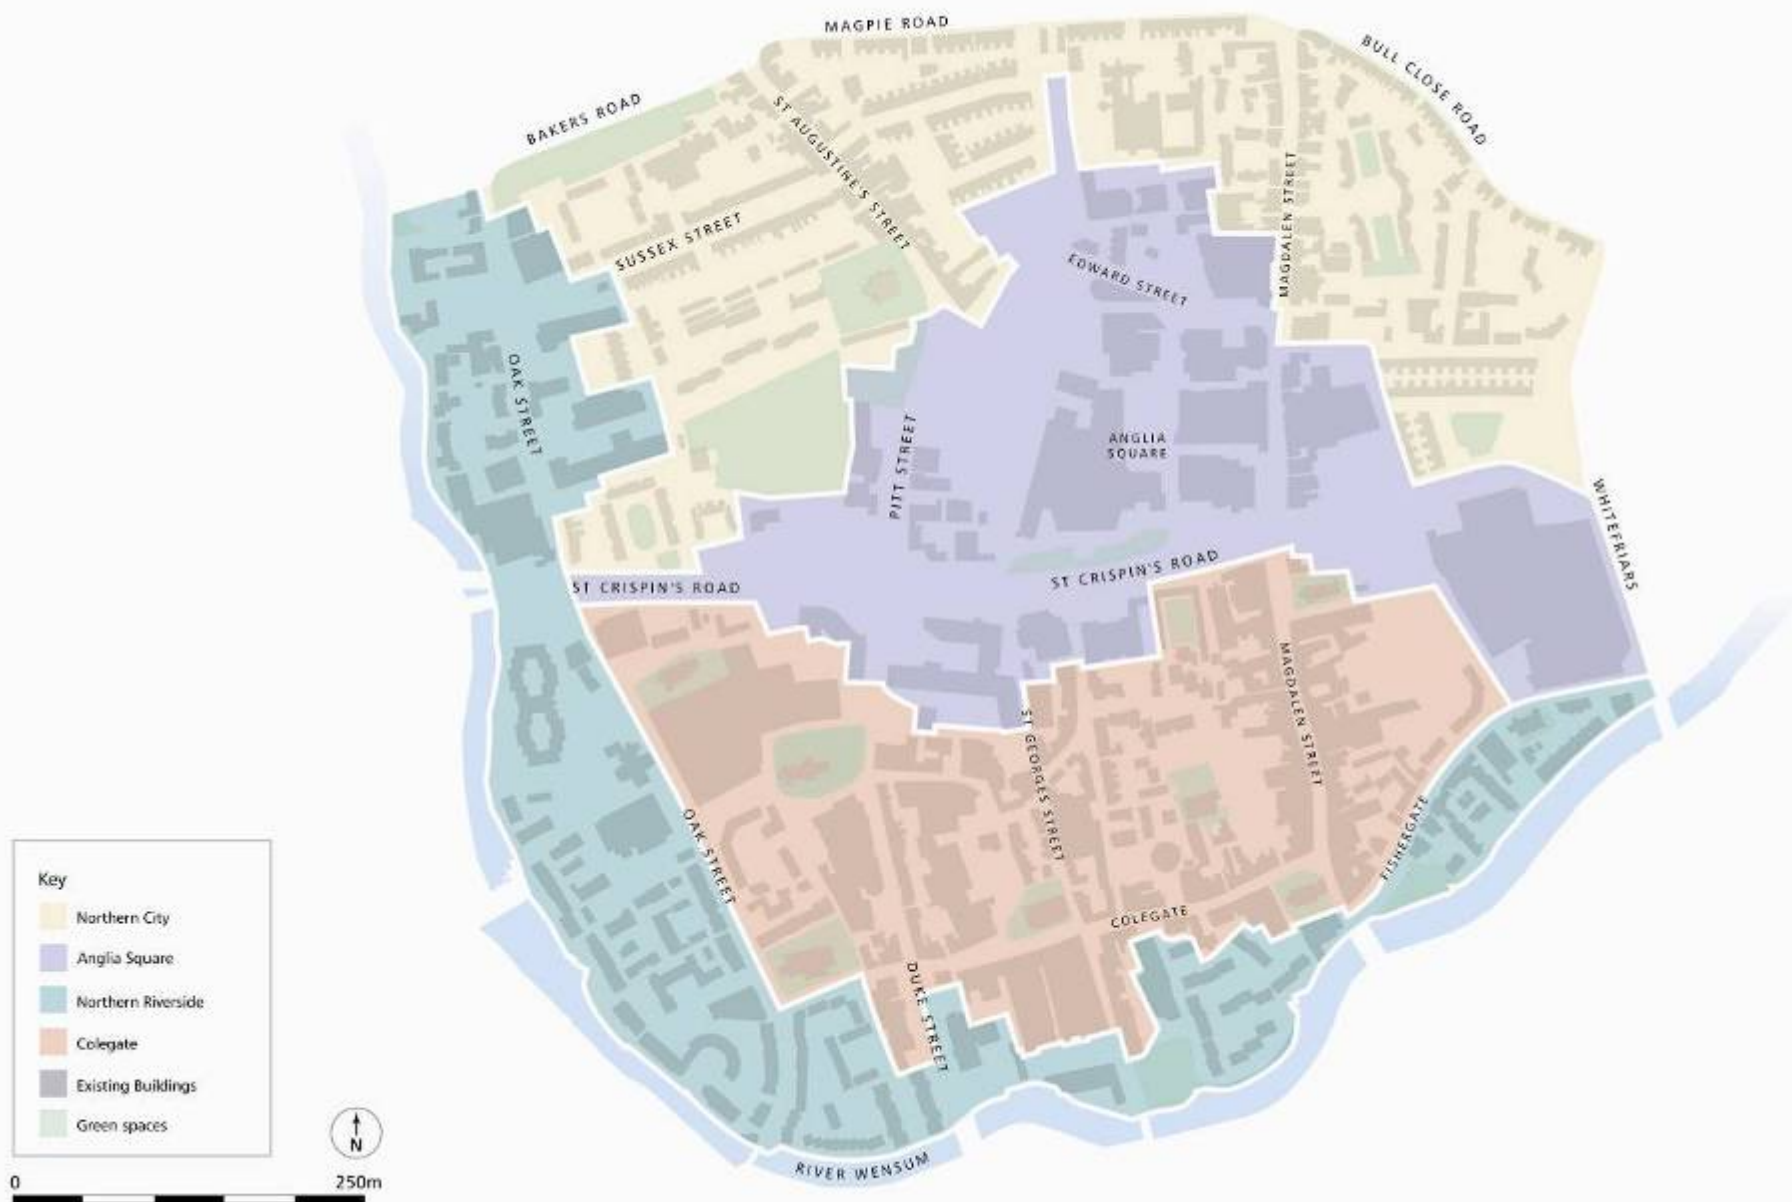 MAGPIE ROAD
BULL CLOSE ROAD
BAKERS ROAD
ST AUGUSTINE'S STREET
SUSSEX STREET
MAGDALEN STREET
EDWARD STREET
OAK STREET
PITT STREET
ANGLIA
SQUARE
WHITEFRIARS
ST CRISPIN'S ROAD
ST CRISPIN'S ROAD
MAGDALEN STREET
ST GEORGES STREET
OAK STREET
FISHERGATE
COLEGATE
DUKE STREET
RIVER WENSUM
Key
Northern City
Anglia Square
Northern Riverside
Colegate
Existing Buildings
Green spaces
N
0 250m